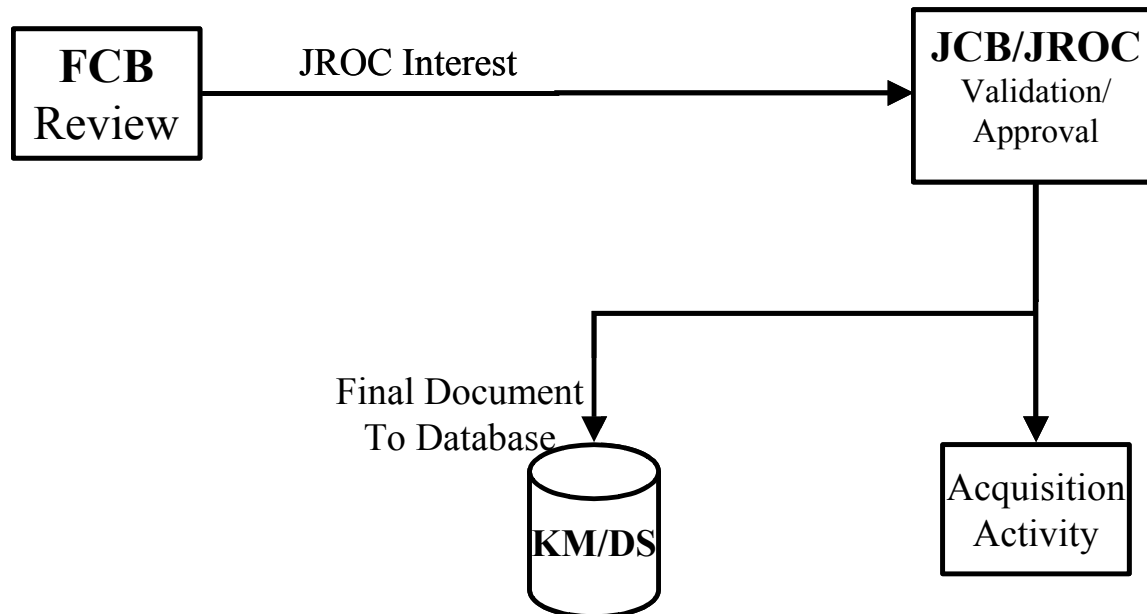 FCB
Review
JROC Interest
JCB/JROC
Validation/
Approval
Final Document
To Database
KM/DS
Acquisition
Activity